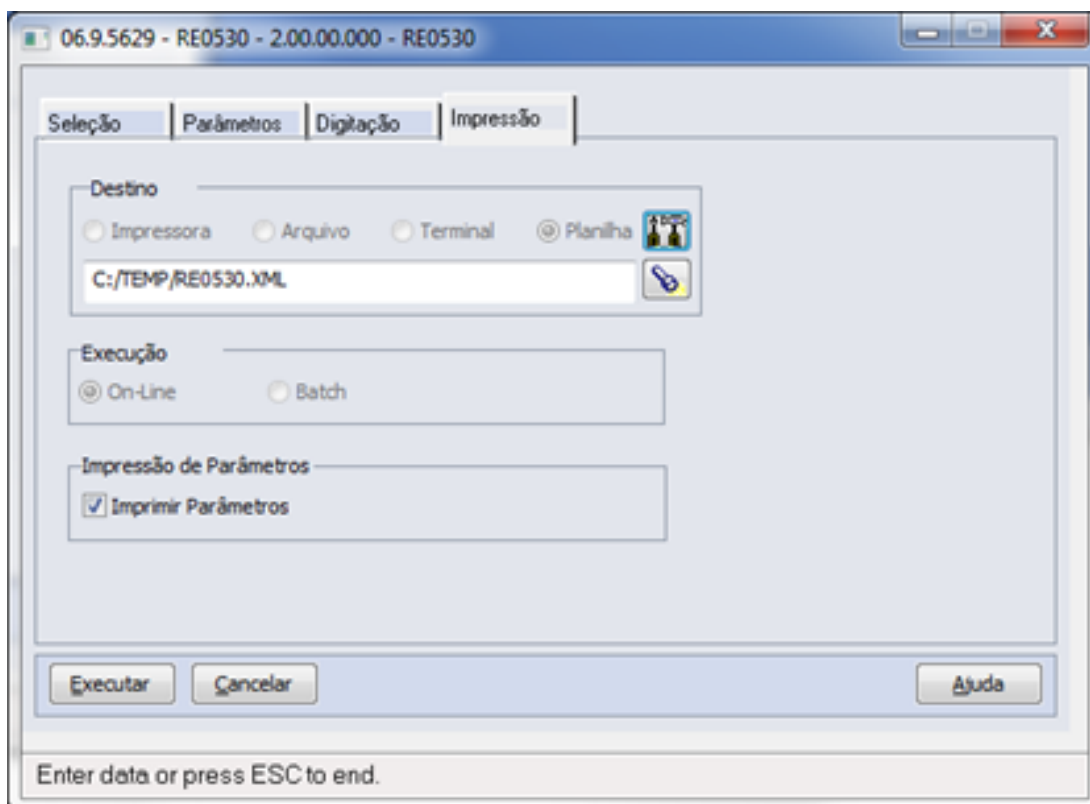 06.9.5629 - RE0530 - 2.00.00.000 - RE0530
Seleção Parâmetros Digitação Impressão
Destino
Impressora Arquivo Terminal Planilha
C:/TEMP/RE0530.XML
Execução
On-Line Batch
Impressão de Parâmetros
Imprimir Parâmetros
Executar Cancelar Ajuda
Enter data or press ESC to end.